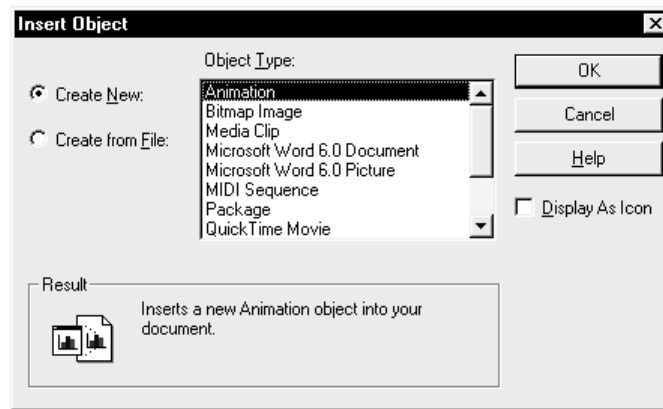 Insert Object
Object Type:
Create New:
Create from File:
Animation
Bitmap Image
Media Clip
Microsoft Word 6.0 Document
Microsoft Word 6.0 Picture
MIDI Sequence
Package
QuickTime Movie
OK
Cancel
Help
Display As Icon
Result
Inserts a new Animation object into your
document.